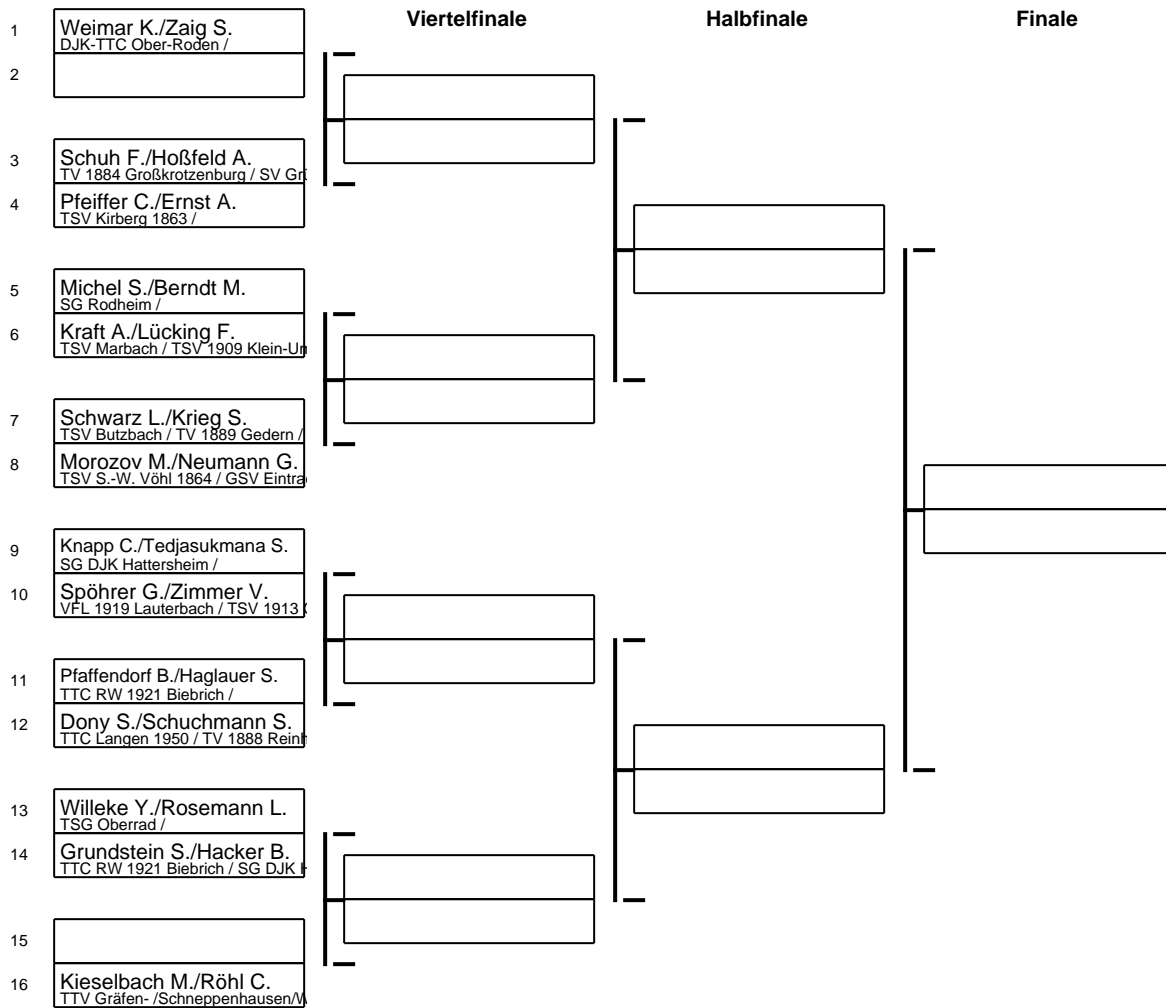 Viertelfinale Halbfinale Finale
1 Weimar K./Zaig S.
DJK-TTC Ober-Roden /
2
3 Schuh F./Hoßfeld A.
TV 1884 Großkrotzenburg / SV
4 Pfeiffer C./Ernst A.
TSV Kirberg 1863 /
5 Michel S./Berndt M.
SG Rodheim /
6 Kraft A./Lücking F.
TSV Marbach / TSV 1909
7 Schwarz L./Krieg S.
TSV Butzbach / TV 1889 Gedern /
8 Morozov M./Neumann G.
TSV S.-W. Vöhl 1864 / GSV
9 Knapp C./Tedjasukmana S.
SG DJK Hattersheim /
10 Spöhrer G./Zimmer V.
VFL 1919 Lauterbach / TSV 1913
11 Pfaffendorf B./Haglauer S.
TTC RW 1921 Biebrich /
12 Dony S./Schuchmann S.
TTC Langen 1950 / TV 1888
13 Willeke Y./Rosemann L.
TSG Oberrad /
14 Grundstein S./Hacker B.
TTC RW 1921 Biebrich / SG DJK
15
16 Kieselbach M./Röhl C.
TTV Gräfen- /Schneppenhausen/